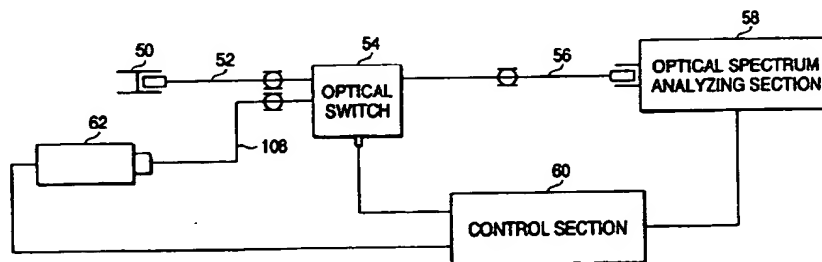 50
52
54
56
58
OPTICAL
SWITCH
OPTICAL SPECTRUM
ANALYZING SECTION
62
108
60
CONTROL SECTION